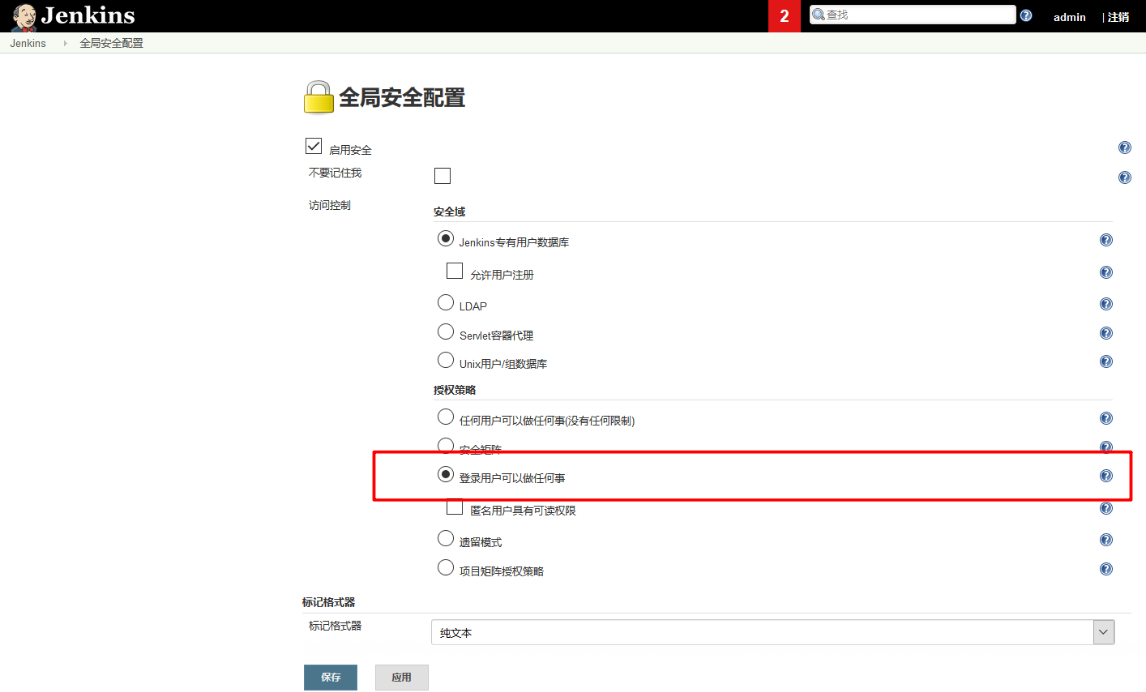 Jenkins
2
查找
admin
| 注销
Jenkins
全局安全配置
全局安全配置
启用安全
不要记住我
访问控制
安全域
Jenkins专有用户数据库
允许用户注册
LDAP
Servlet容器代理
Unix用户/组数据库
授权策略
任何用户可以做任何事(没有任何限制)
安全矩阵
登录用户可以做任何事
匿名用户具有可读权限
遗留模式
项目矩阵授权策略
标记格式器
标记格式器
纯文本
保存
应用